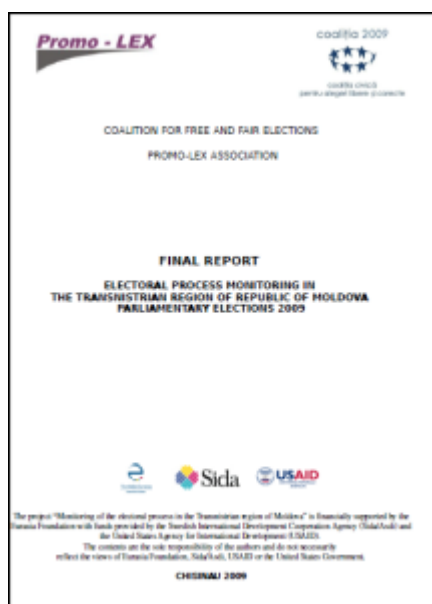 Promo - LEX
coaliția 2009
coaliția civică
pentru alegeri libere și corecte
COALITION FOR FREE AND FAIR ELECTIONS
PROMO-LEX ASSOCIATION
FINAL REPORT
ELECTORAL PROCESS MONITORING IN
THE TRANSNISTRIAN REGION OF REPUBLIC OF MOLDOVA
PARLIAMENTARY ELECTIONS 2009
Sida
USAID
The project "Monitoring of the electoral process in the Transnistrian region of Moldova" is financially supported by the
Eurasia Foundation with funds provided by the Swedish International Development Cooperation Agency (Sida/Asdi) and
the United States Agency for International Development (USAID).
The contents are the sole responsibility of the authors and do not necessarily
reflect the views of Eurasia Foundation, Sida/Asdi, USAID or the United States Government.
CHISINAU 2009